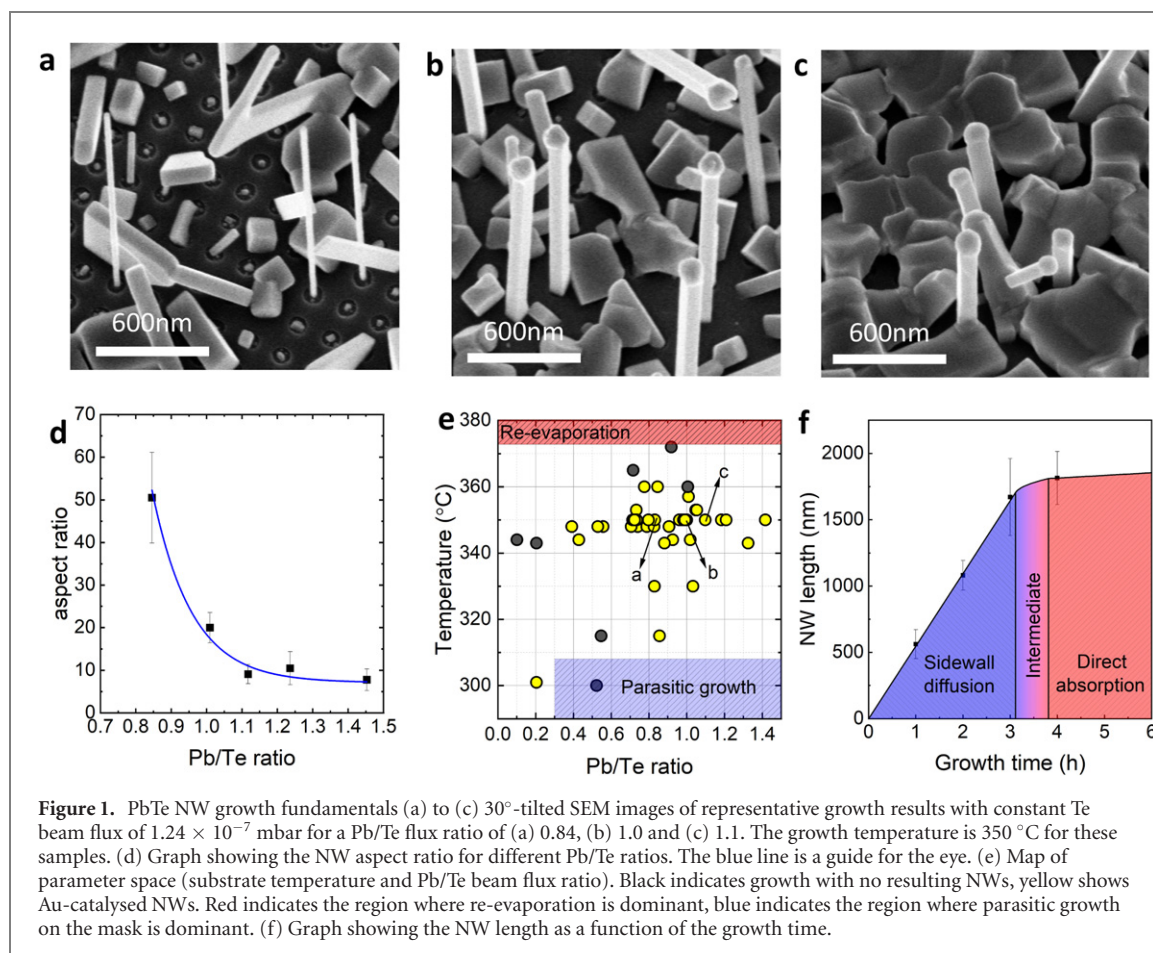 a
b
c
600nm
600nm
600nm
d
70
60
50
40
30
20
10
0
0.7 0.8 0.9 1.0 1.1 1.2 1.3 1.4 1.5
aspect ratio
Pb/Te ratio
e
380
360
340
320
300
0.0 0.2 0.4 0.6 0.8 1.0 1.2 1.4
Temperature (°C)
Pb/Te ratio
Re-evaporation
c
a
b
Parasitic growth
f
2000
1500
1000
500
0
0 1 2 3 4 5 6
NW length (nm)
Growth time (h)
Sidewall
diffusion
Intermediate
Direct
absorption
Figure 1. PbTe NW growth fundamentals (a) to (c) 30°-tilted SEM images of representative growth results with constant Te
beam flux of 1.24 × 10⁻⁷ mbar for a Pb/Te flux ratio of (a) 0.84, (b) 1.0 and (c) 1.1. The growth temperature is 350 °C for these
samples. (d) Graph showing the NW aspect ratio for different Pb/Te ratios. The blue line is a guide for the eye. (e) Map of
parameter space (substrate temperature and Pb/Te beam flux ratio). Black indicates growth with no resulting NWs, yellow shows
Au-catalysed NWs. Red indicates the region where re-evaporation is dominant, blue indicates the region where parasitic growth
on the mask is dominant. (f) Graph showing the NW length as a function of the growth time.